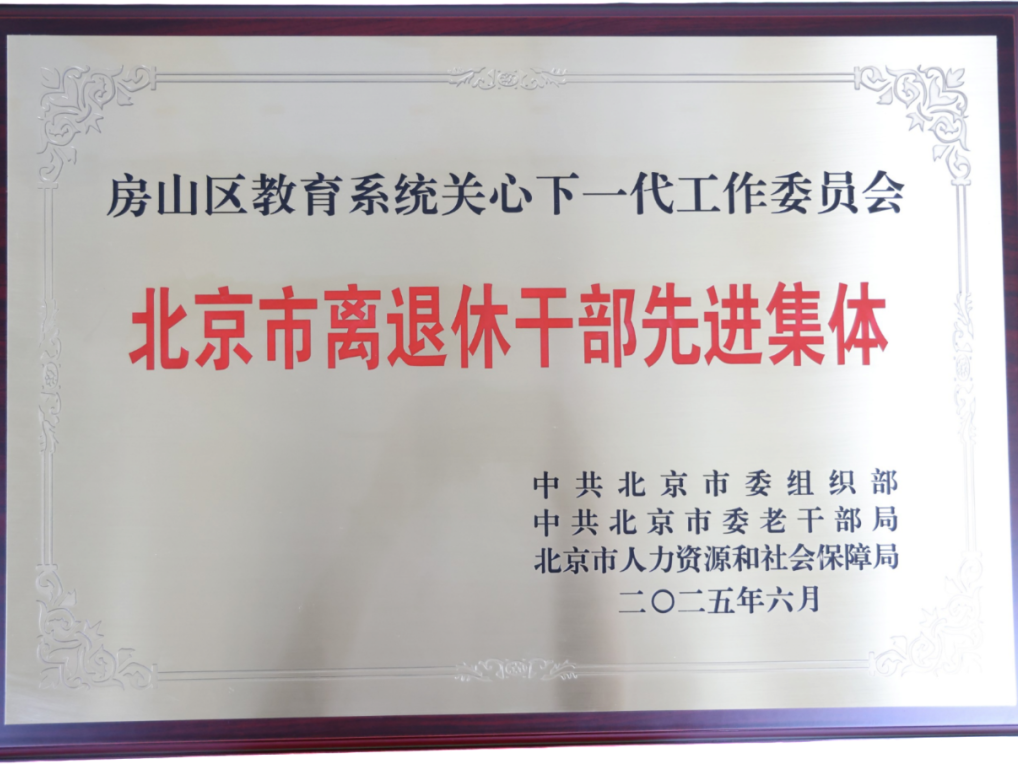 房山区教育系统关心下一代工作委员会
北京市离退休干部先进集体
中共北京市委组织部
中共北京市委老干部局
北京市人力资源和社会保障局
二〇二五年六月